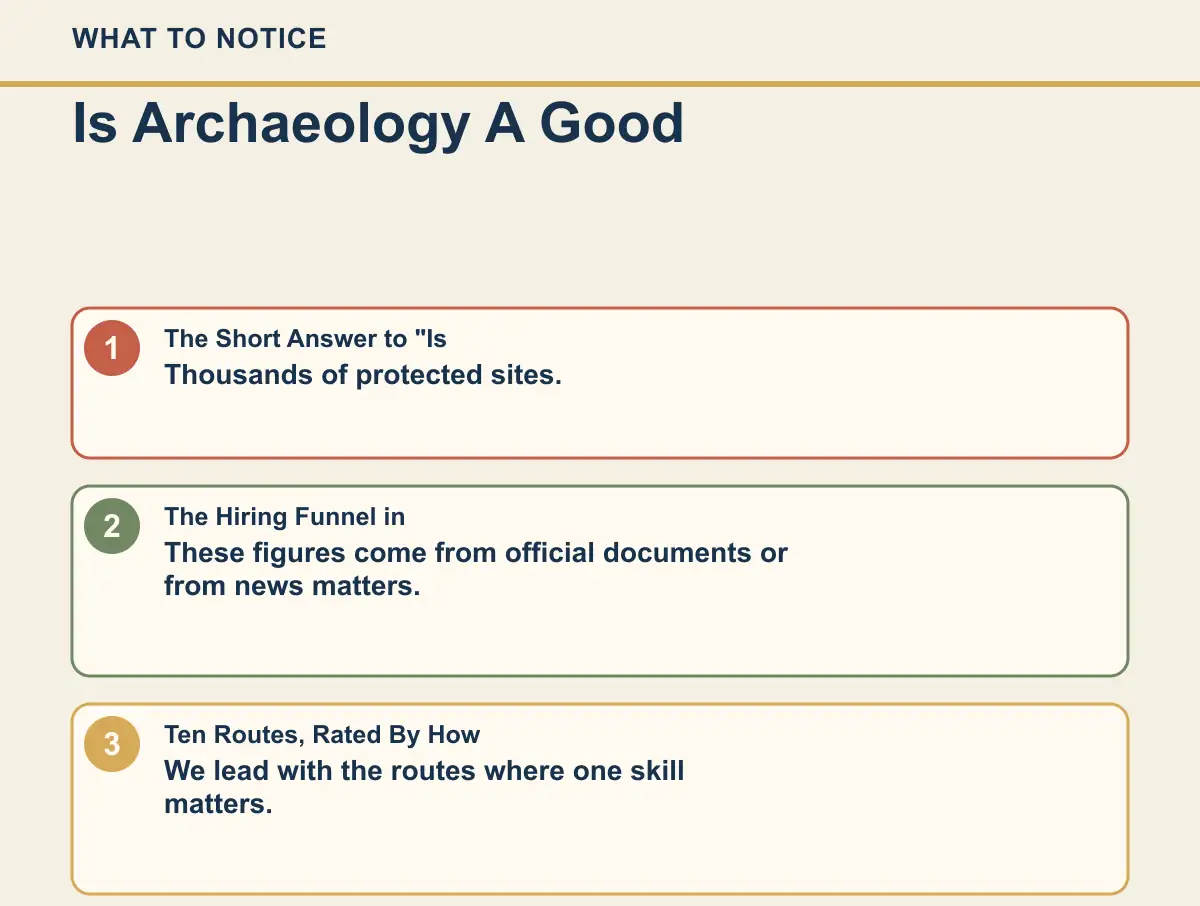 WHAT TO NOTICE
Is Archaeology A Good
1
The Short Answer to "Is
Thousands of protected sites.
2
The Hiring Funnel in
These figures come from official documents or
from news matters.
3
Ten Routes, Rated By How
We lead with the routes where one skill
matters.